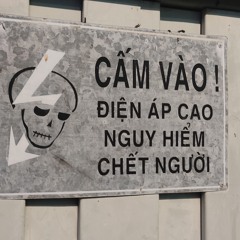 CẤM VÀO !
ĐIỆN ÁP CAO
NGUY HIỂM
CHẾT NGƯỜI